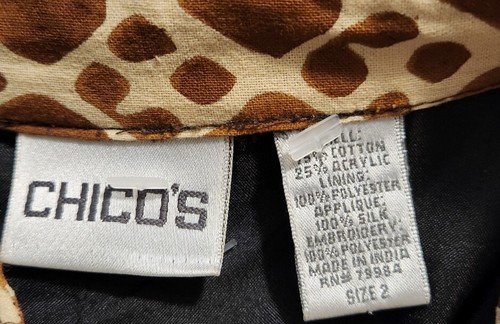 CHICO'S
ELL:
COTTON
25% ACRYLIC
LINING:
100% POLYESTER
APPLIQUE:
100% SILK
EMBROIDERY:
100% POLYESTER
MADE IN INDIA
RN# 79984
SIZE 2